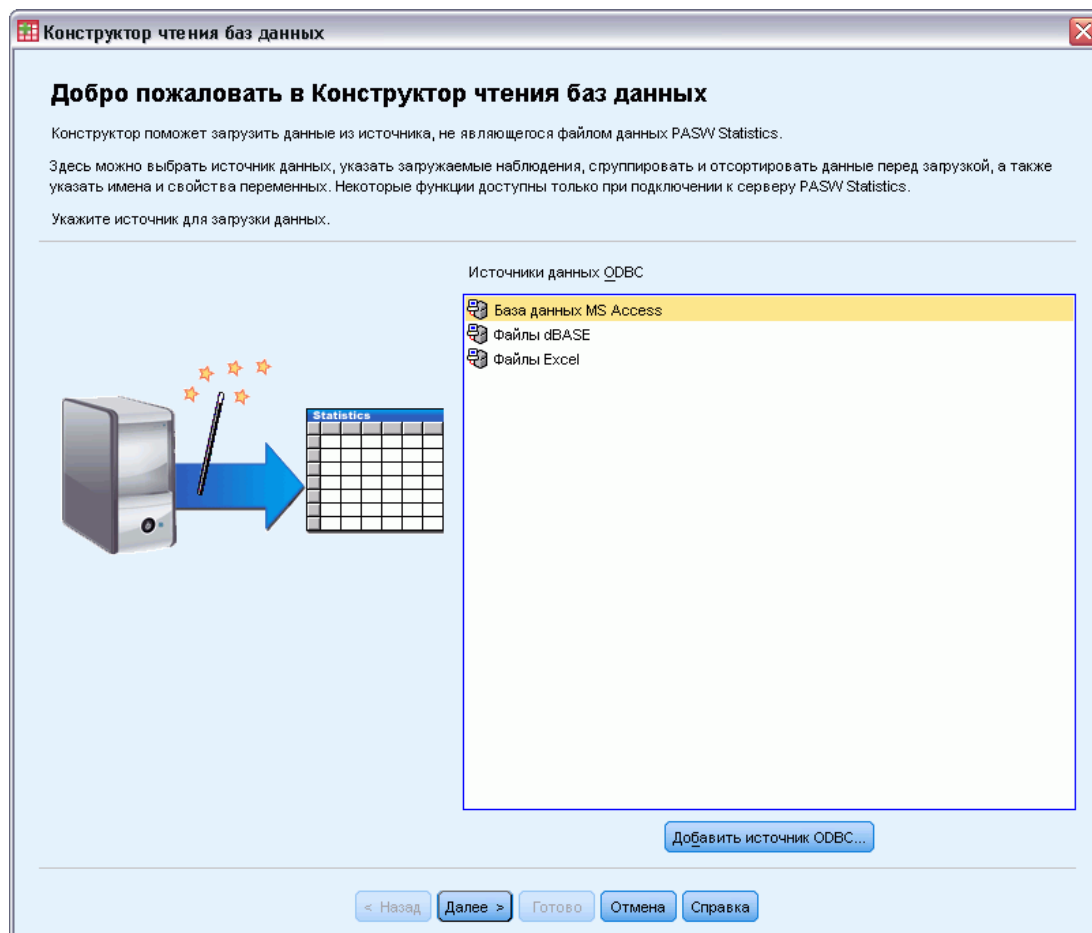 Конструктор чтения баз данных
Добро пожаловать в Конструктор чтения баз данных
Конструктор поможет загрузить данные из источника, не являющегося файлом данных PASW Statistics.
Здесь можно выбрать источник данных, указать загружаемые наблюдения, сгруппировать и отсортировать данные перед загрузкой, а также
указать имена и свойства переменных. Некоторые функции доступны только при подключении к серверу PASW Statistics.
Укажите источник для загрузки данных.
Источники данных ODBC
База данных MS Access
Файлы dBASE
Файлы Excel
Statistics
Добавить источник ODBC...
< Назад
Далее >
Готово
Отмена
Справка